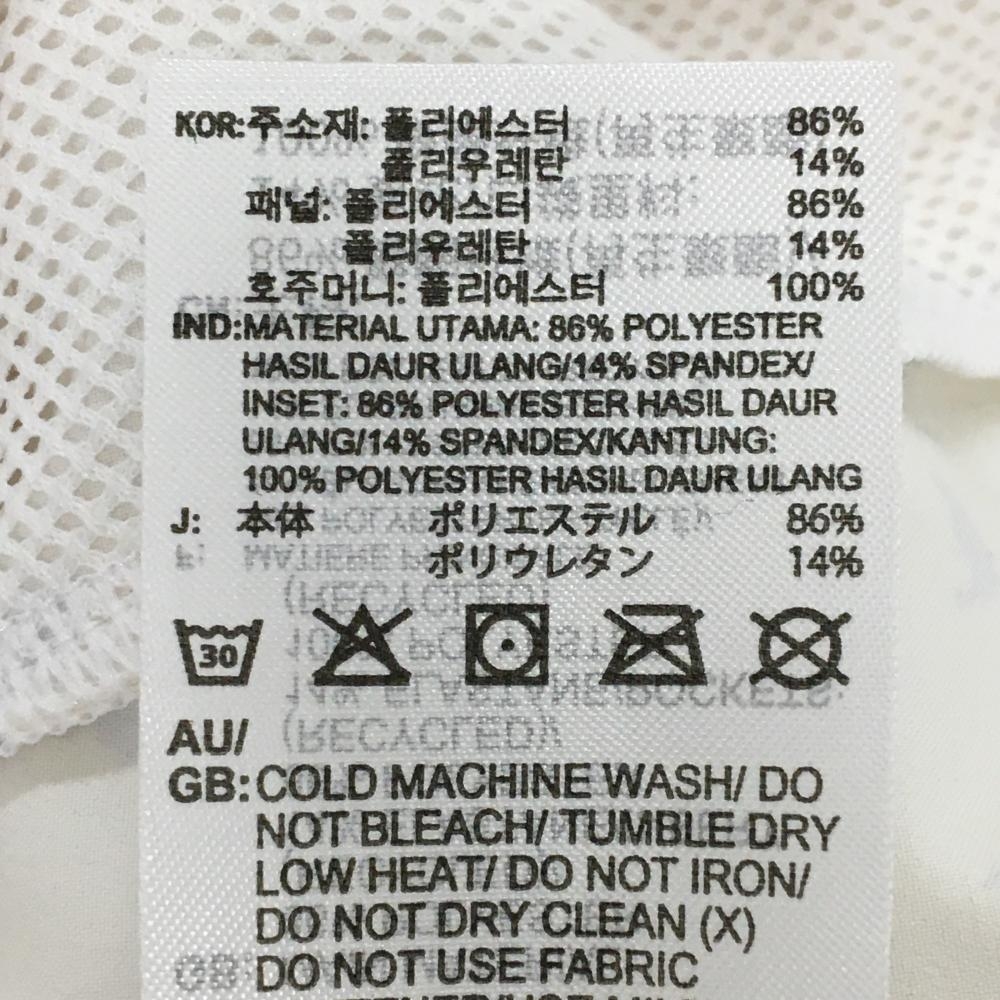 KOR:주소재: 폴리에스터 86%
폴리우레탄 14%
패널: 폴리에스터 86%
폴리우레탄 14%
호주머니: 폴리에스터 100%
IND:MATERIAL UTAMA: 86% POLYESTER
HASIL DAUR ULANG/14% SPANDEX/
INSET: 86% POLYESTER HASIL DAUR
ULANG/14% SPANDEX/KANTUNG:
100% POLYESTER HASIL DAUR ULANG
J: 本体 ポリエステル 86%
ポリウレタン 14%
30
AU/
GB:COLD MACHINE WASH/ DO
NOT BLEACH/ TUMBLE DRY
LOW HEAT/ DO NOT IRON/
DO NOT DRY CLEAN (X)
DO NOT USE FABRIC